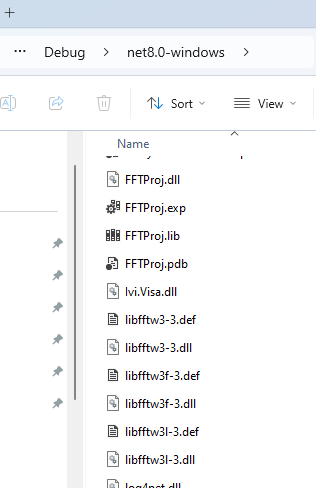 +
... Debug > net8.0-windows >
Sort View
Name
FFTProj.dll
FFTProj.exp
FFTProj.lib
FFTProj.pdb
Ivi.Visa.dll
libfftw3-3.def
libfftw3-3.dll
libfftw3f-3.def
libfftw3f-3.dll
libfftw3l-3.def
libfftw3l-3.dll
log4net.dll